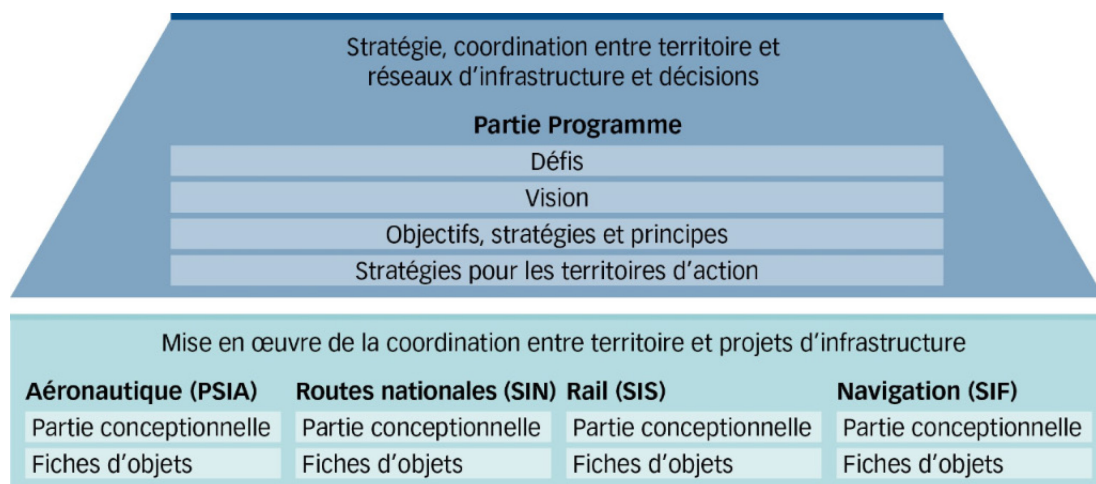 Stratégie, coordination entre territoire et
réseaux d'infrastructure et décisions
Partie Programme
Défis
Vision
Objectifs, stratégies et principes
Stratégies pour les territoires d'action
Mise en œuvre de la coordination entre territoire et projets d'infrastructure
Aéronautique (PSIA)
Partie conceptionnelle
Fiches d'objets
Routes nationales (SIN)
Partie conceptionnelle
Fiches d'objets
Rail (SIS)
Partie conceptionnelle
Fiches d'objets
Navigation (SIF)
Partie conceptionnelle
Fiches d'objets